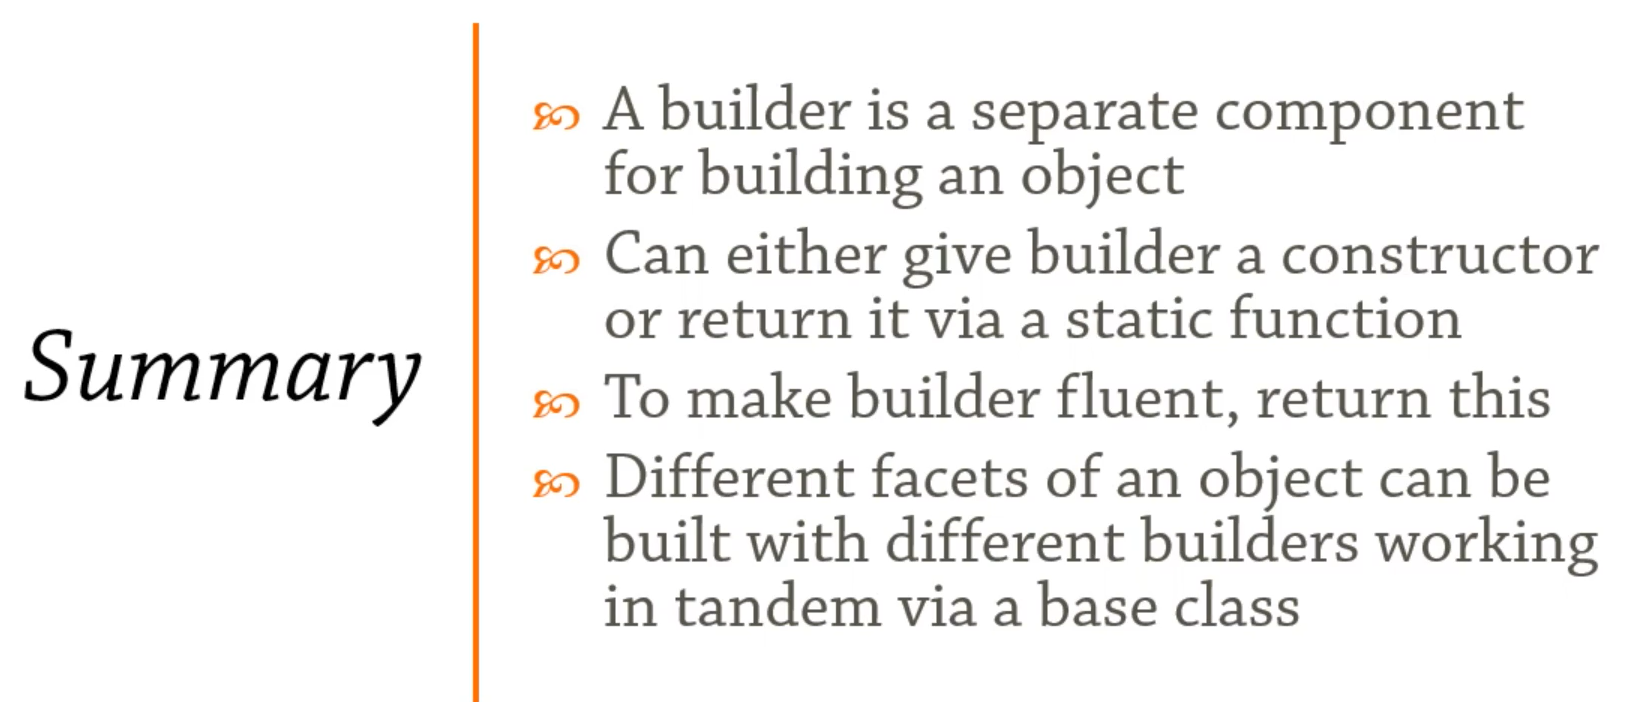 Summary
A builder is a separate component
for building an object
Can either give builder a constructor
or return it via a static function
To make builder fluent, return this
Different facets of an object can be
built with different builders working
in tandem via a base class